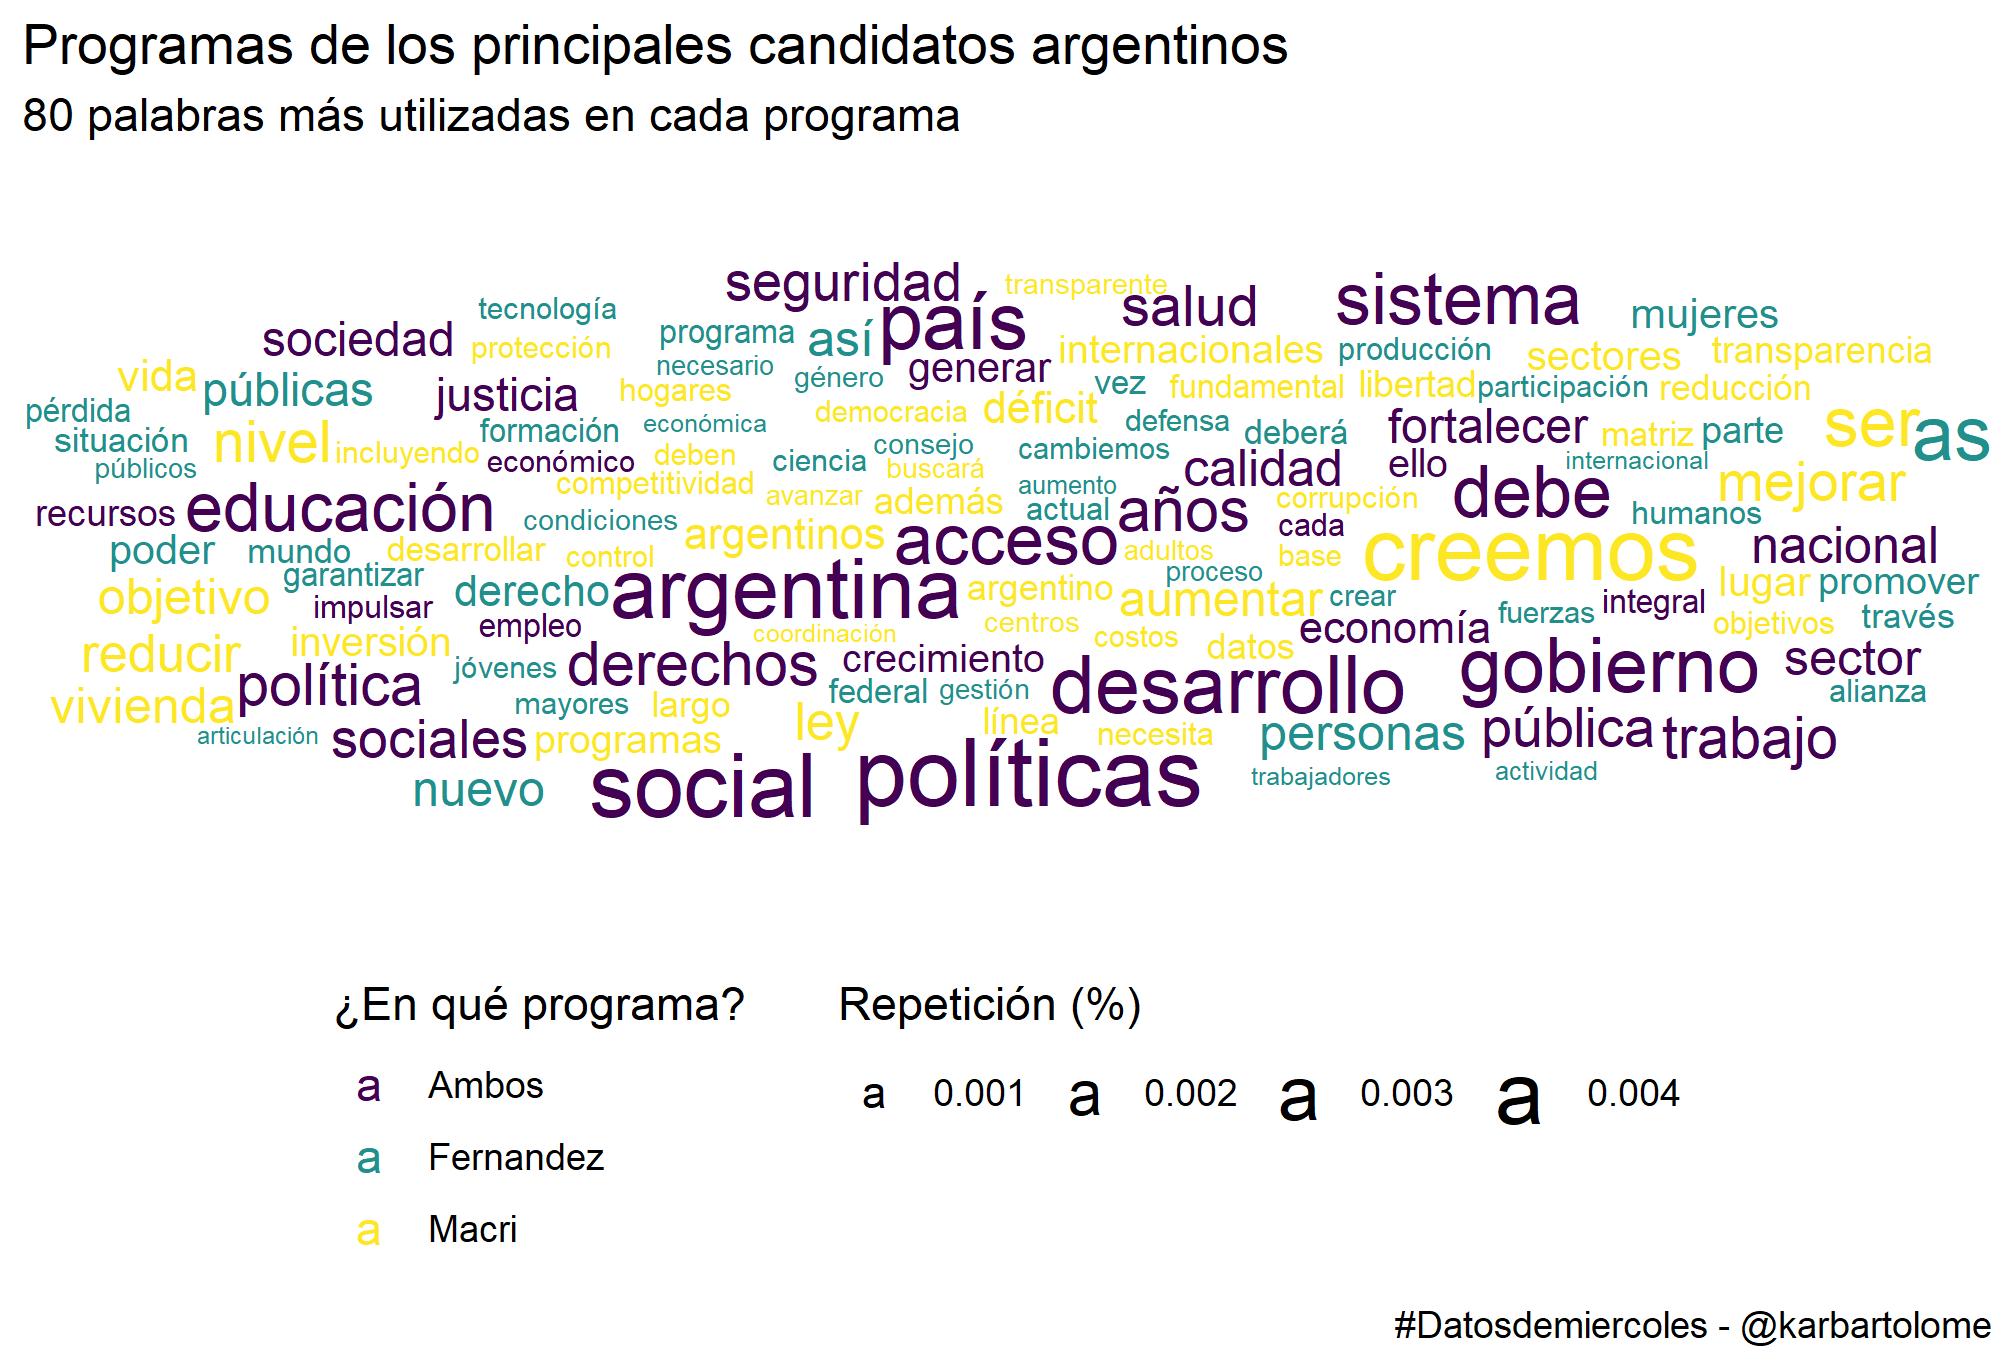 Programas de los principales candidatos argentinos
80 palabras más utilizadas en cada programa
seguridad transparente salud sistema mujeres
tecnología programa así país
sociedad protección necesario género generar internacionales producción sectores transparencia
vida públicas justicia hogares vez fundamental libertad participación reducción
pérdida formación económica democracia déficit defensa deberá fortalecer matriz parte ser as
situación nivel incluyendo económico deben ciencia consejo cambiemos calidad ello internacional
públicos competitividad avanzar buscará además aumento corrupción debe mejorar
recursos educación condiciones argentinos acceso actual años cada humanos
poder mundo desarrollar control adultos base creemos nacional
objetivo garantizar derecho argentina argentino proceso aumentar crear lugar promover
impulsar empleo coordinación centros costos datos economía fuerzas integral objetivos través
reducir inversión jóvenes derechos crecimiento desarrollo gobierno sector
vivienda política mayores largo federal gestión alianza
articulación sociales programas ley línea necesita personas pública trabajo
nuevo social políticas trabajadores actividad
¿En qué programa? Repetición (%)
a Ambos a 0.001 a 0.002 a 0.003 a 0.004
a Fernandez
a Macri
#Datosdemiercoles - @karbartolome